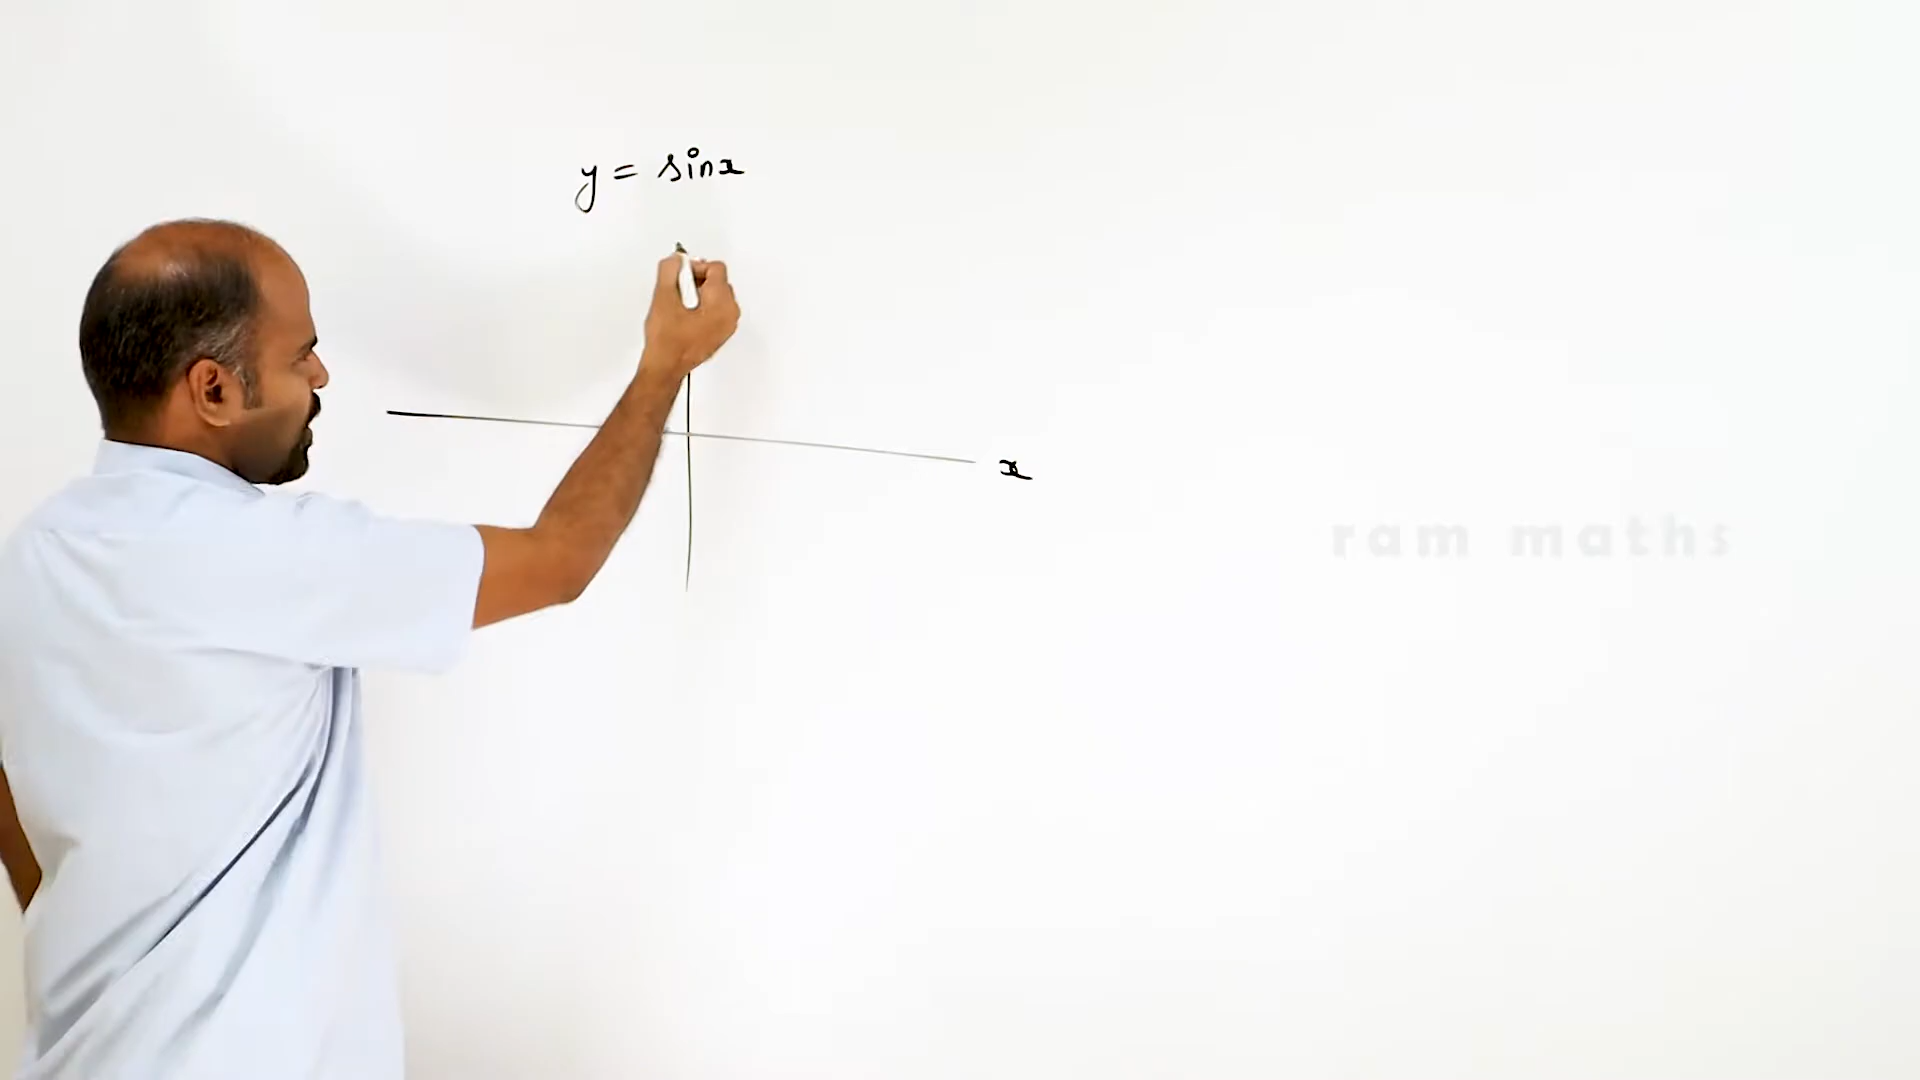 y = sinx
x
ram maths